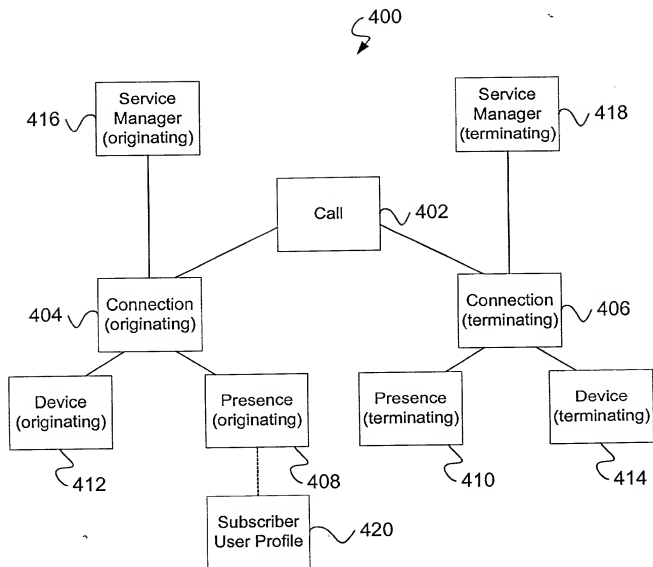 400
416
Service
Manager
(originating)
Service
Manager
(terminating)
418
Call
402
404
Connection
(originating)
Connection
(terminating)
406
Device
(originating)
Presence
(originating)
Presence
(terminating)
Device
(terminating)
412
408
410
414
Subscriber
User Profile
420